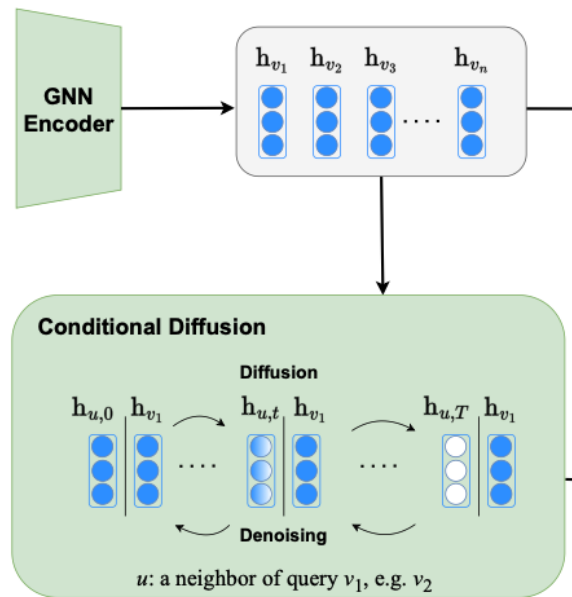 GNN
Encoder
h_{v_1} h_{v_2} h_{v_3} h_{v_n}
....
Conditional Diffusion
Diffusion
h_{u,0} h_{v_1} h_{u,t} h_{v_1} h_{u,T} h_{v_1}
.... ....
Denoising
u: a neighbor of query v_1, e.g. v_2